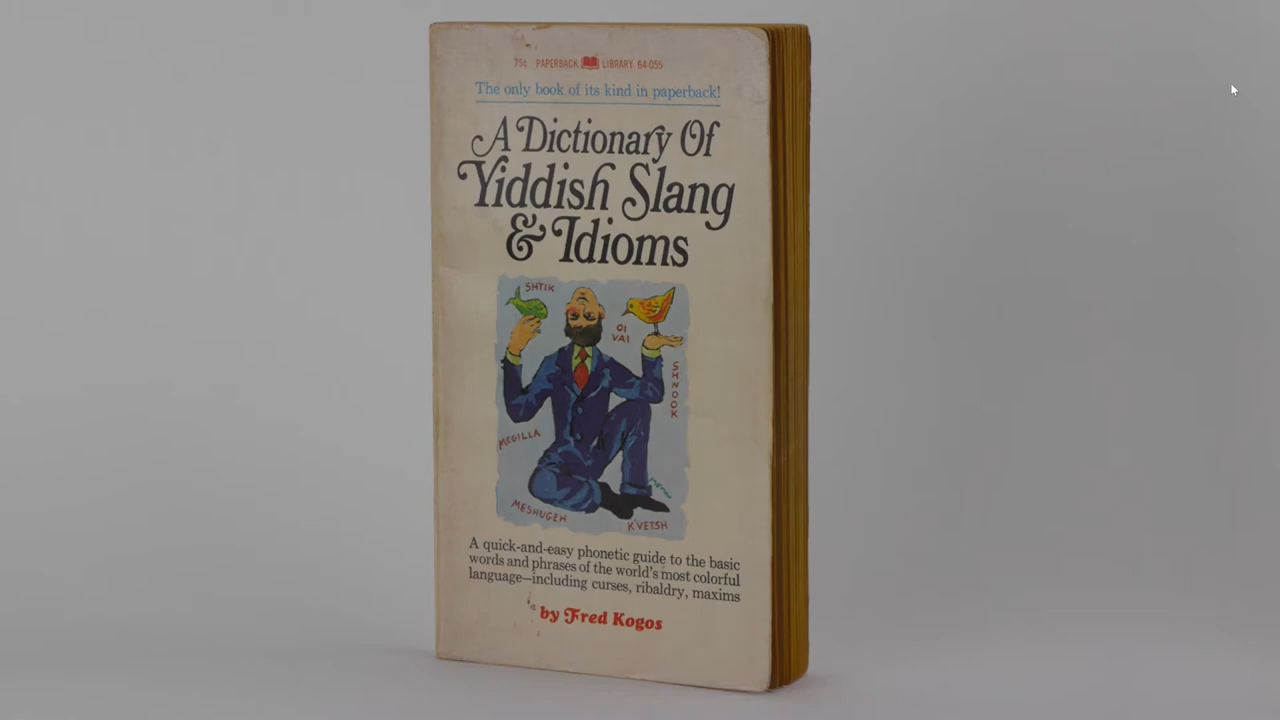 75¢ PAPERBACK LIBRARY 64-055
The only book of its kind in paperback!
A Dictionary Of
Yiddish Slang
& Idioms
SHTIK
OI
VAI
SHNOOK
MEGILLA
MESHUGEH
K'VETSH
A quick-and-easy phonetic guide to the basic
words and phrases of the world's most colorful
language—including curses, ribaldry, maxims
by Fred Kogos